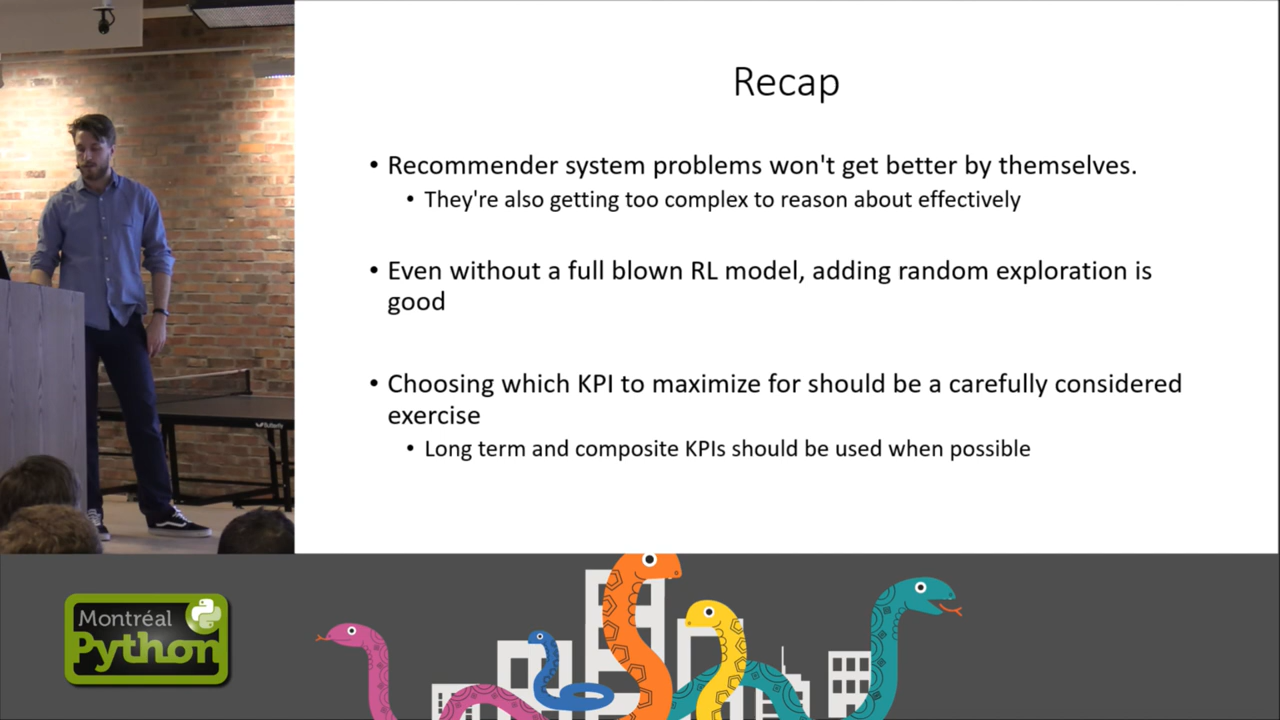 Recap
• Recommender system problems won't get better by themselves.
• They're also getting too complex to reason about effectively
• Even without a full blown RL model, adding random exploration is
good
• Choosing which KPI to maximize for should be a carefully considered
exercise
• Long term and composite KPIs should be used when possible
Butterfly
Montréal
Python